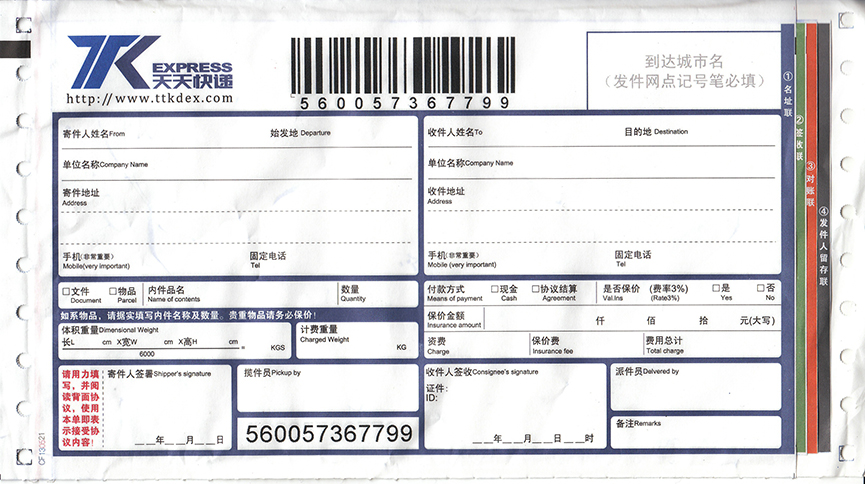 TTK EXPRESS
天天快递
http://www.ttkdex.com
560057367799
到达城市名
(发件网点记号笔必填)
寄件人姓名From 始发地 Departure
单位名称Company Name
寄件地址
Address
手机(非常重要) 固定电话
Mobile(very important) Tel
收件人姓名To 目的地 Destination
单位名称Company Name
收件地址
Address
手机(非常重要) 固定电话
Mobile(very important) Tel
□文件 □物品 内件品名 数量
Document Parcel Name of contents Quantity
如系物品，请据实填写内件名称及数量。贵重物品请务必保价!
体积重量Dimensional Weight
长L cm X宽W cm X高H cm
6000 = KGS
计费重量
Charged Weight KG
付款方式 □现金 □协议结算 是否保价 (费率3%) □是 □否
Means of payment Cash Agreement Val.Ins (Rate3%) Yes No
保价金额 仟 佰 拾 元(大写)
Insurance amount
资费 保价费 费用总计
Charge Insurance fee Total charge
请用力填
写，并阅
读背面协
议，使用
本单即表
示接受协
议内容!
寄件人签署Shipper's signature
__年__月__日
揽件员Pickup by
560057367799
收件人签收Consignee's signature
证件:
ID:
__年__月__日__时
派件员Delivered by
备注Remarks
①名址联
②签收联
③对账联
④发件人留存联
CF130621